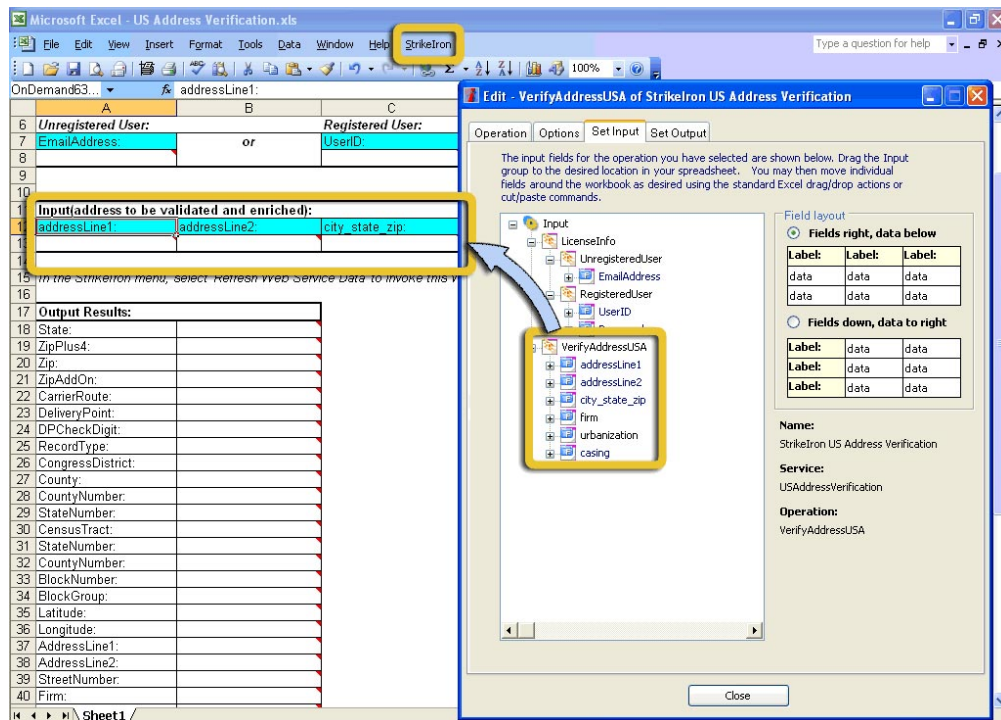 Microsoft Excel - US Address Verification.xls
File Edit View Insert Format Tools Data Window Help StrikeIron
Type a question for help
100%
OnDemand63... fx addressLine1:
A B C
6 Unregistered User: Registered User:
7 EmailAddress: or UserID:
8
9
10
11 Input(address to be validated and enriched):
12 addressLine1: addressLine2: city_state_zip:
13
14
15 In the StrikeIron menu, select Refresh Web Service Data to invoke this
16
17 Output Results:
18 State:
19 ZipPlus4:
20 Zip:
21 ZipAddOn:
22 CarrierRoute:
23 DeliveryPoint:
24 DPCheckDigit:
25 RecordType:
26 CongressDistrict:
27 County:
28 CountyNumber:
29 StateNumber:
30 CensusTract:
31 StateNumber:
32 CountyNumber:
33 BlockNumber:
34 BlockGroup:
35 Latitude:
36 Longitude:
37 AddressLine1:
38 AddressLine2:
39 StreetNumber:
40 Firm:
Sheet1
Edit - VerifyAddressUSA of StrikeIron US Address Verification
Operation Options Set Input Set Output
The input fields for the operation you have selected are shown below. Drag the Input
group to the desired location in your spreadsheet. You may then move individual
fields around the workbook as desired using the standard Excel drag/drop actions or
cut/paste commands.
Input
LicenseInfo
UnregisteredUser
EmailAddress
RegisteredUser
UserID
VerifyAddressUSA
addressLine1
addressLine2
city_state_zip
firm
urbanization
casing
Field layout
Fields right, data below
Label: Label: Label:
data data data
data data data
Fields down, data to right
Label: data data
Label: data data
Label: data data
Name:
StrikeIron US Address Verification
Service:
USAddressVerification
Operation:
VerifyAddressUSA
Close